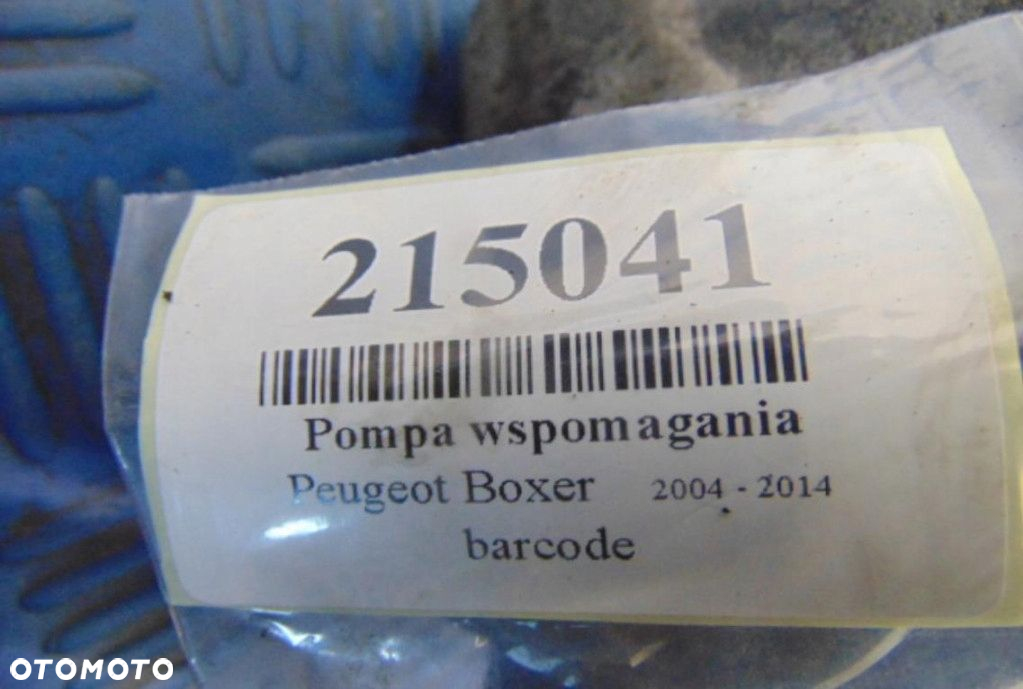 215041
Pompa wspomagania
Peugeot Boxer 2004 - 2014
barcode
OTOMOTO